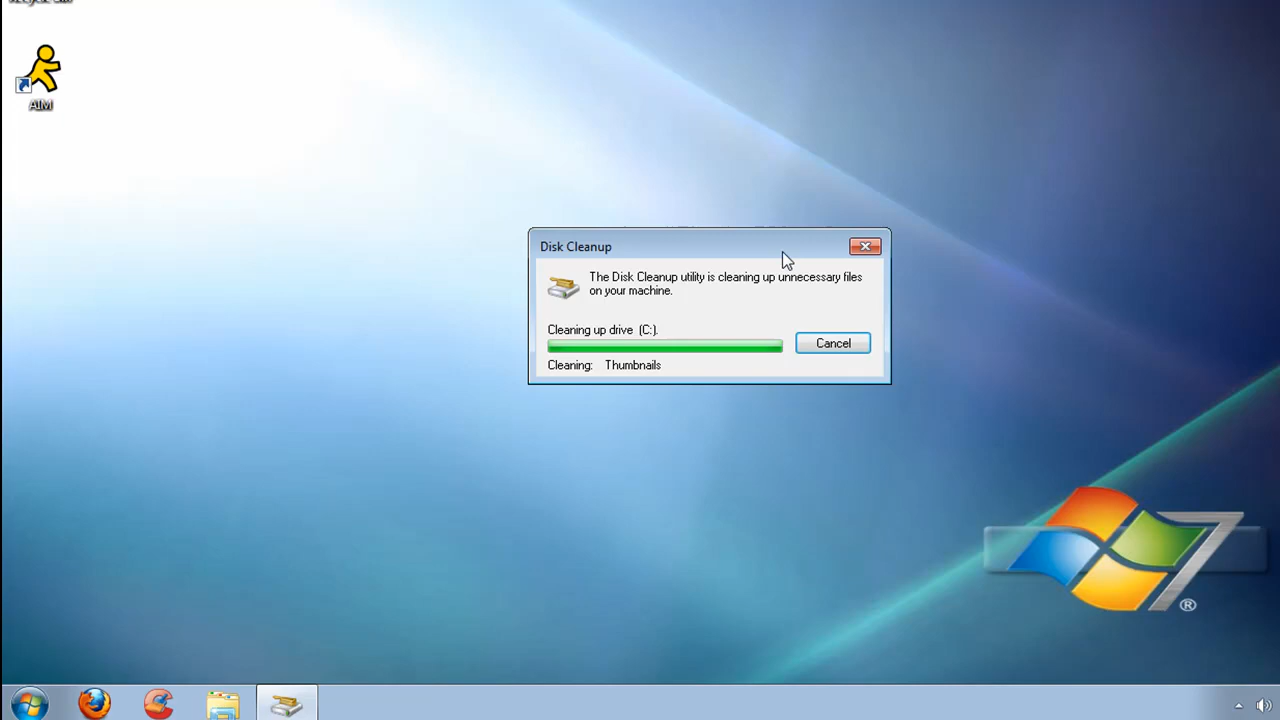 AIM
Disk Cleanup
The Disk Cleanup utility is cleaning up unnecessary files
on your machine.
Cleaning up drive (C:).
Cancel
Cleaning: Thumbnails
7
®